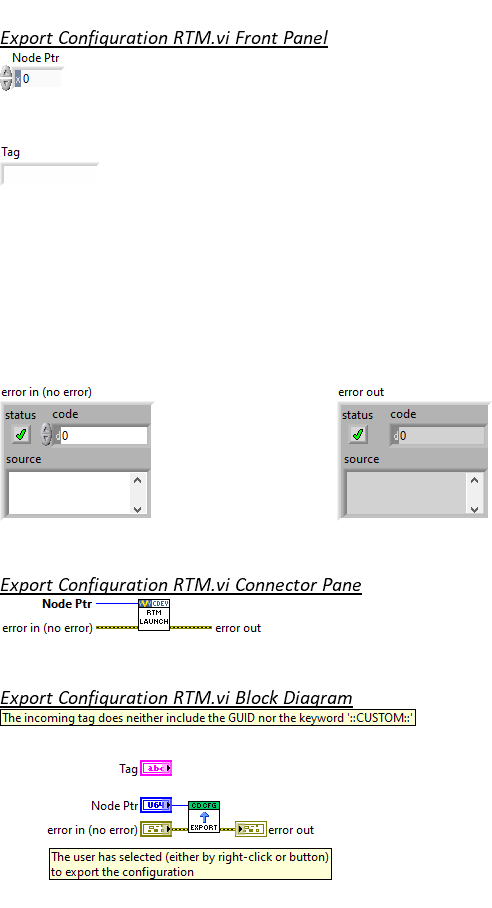 Export Configuration RTM.vi Front Panel
Node Ptr
x 0
Tag
error in (no error)
error out
status code
status code
d 0
d 0
source
source
Export Configuration RTM.vi Connector Pane
Node Ptr
CDEV
RTM
LAUNCH
error in (no error)
error out
Export Configuration RTM.vi Block Diagram
The incoming tag does neither include the GUID nor the keyword '::CUSTOM::'
Tag
abc
Node Ptr
U64
CD CFG
EXPORT
error in (no error)
error out
The user has selected (either by right-click or button)
to export the configuration